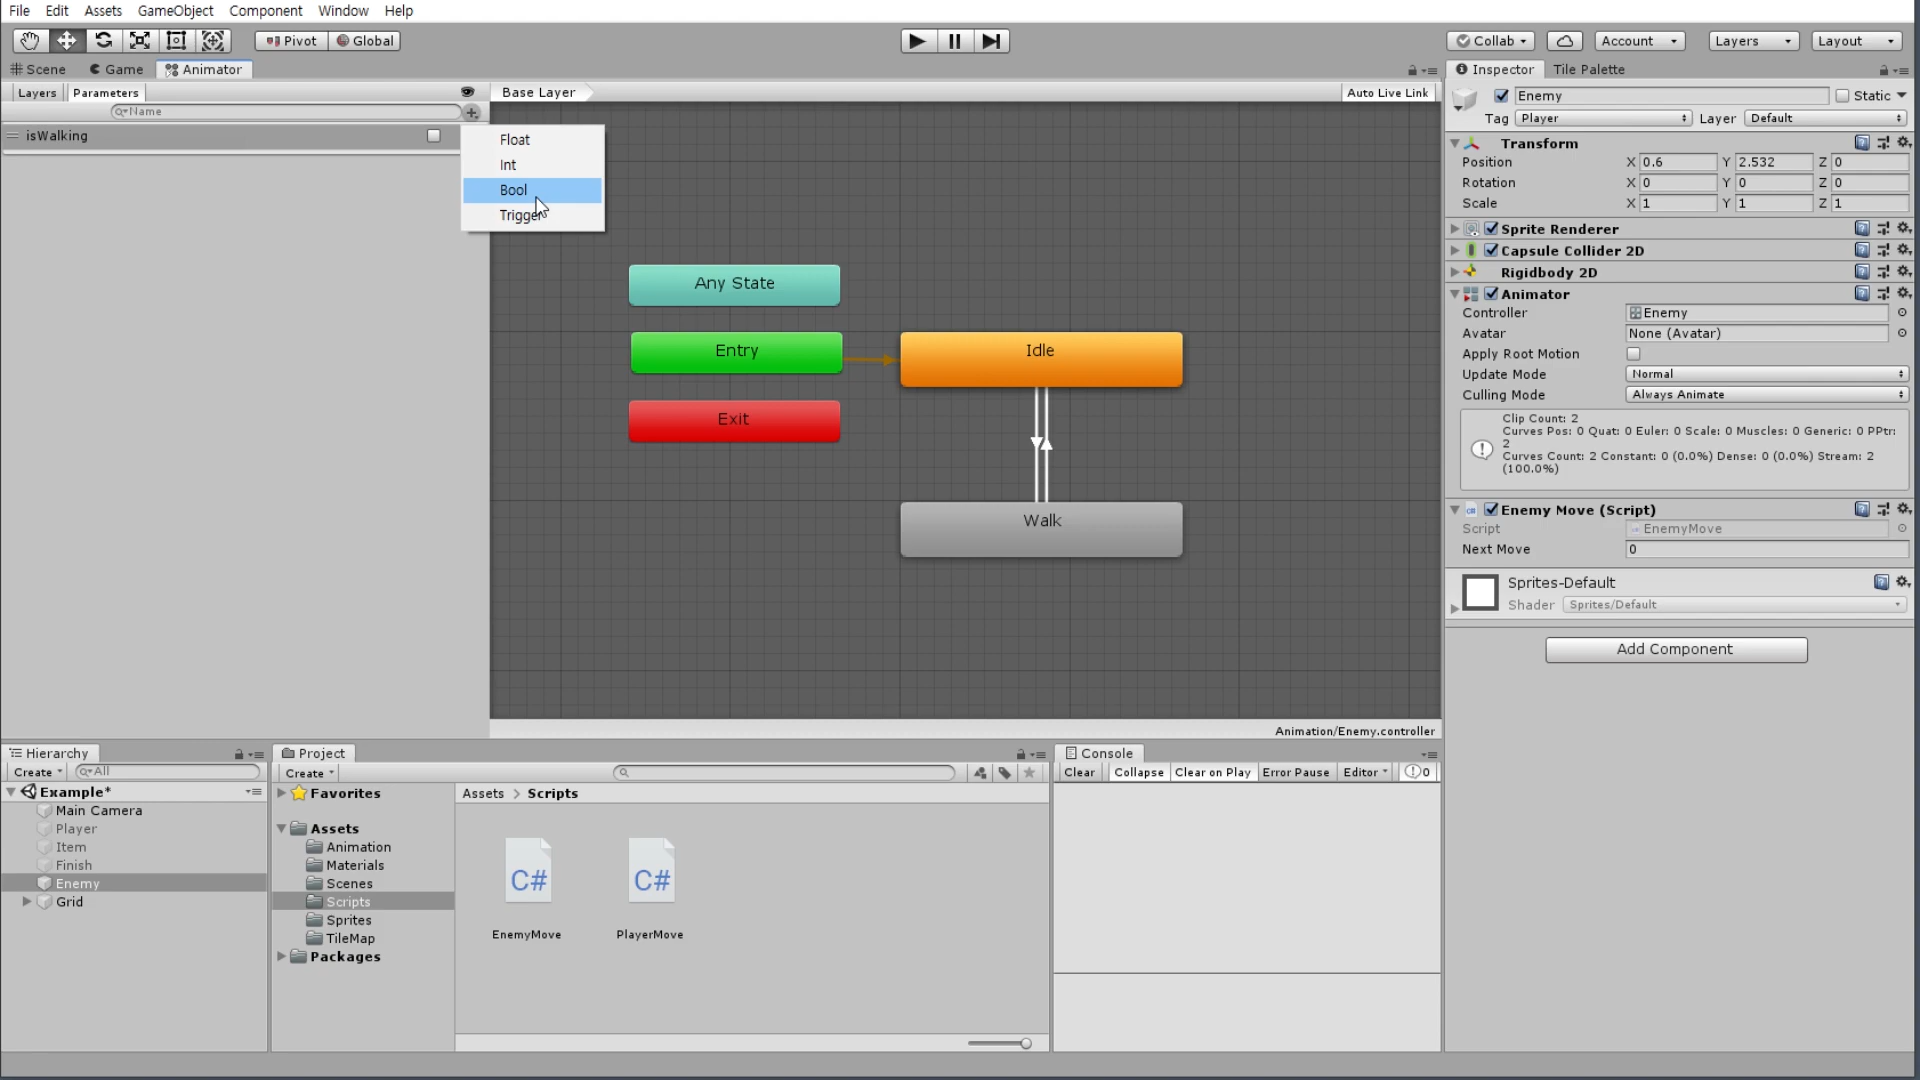 File Edit Assets GameObject Component Window Help
Pivot Global Collab Account Layers Layout
Scene Game Animator
Layers Parameters
Name
isWalking
Float
Int
Bool
Trigger
Base Layer Auto Live Link
Any State
Entry
Exit
Idle
Walk
Animation/Enemy.controller
Inspector Tile Palette
Enemy Static
Tag Player Layer Default
Transform
Position X 0.6 Y 2.532 Z 0
Rotation X 0 Y 0 Z 0
Scale X 1 Y 1 Z 1
Sprite Renderer
Capsule Collider 2D
Rigidbody 2D
Animator
Controller Enemy
Avatar None (Avatar)
Apply Root Motion
Update Mode Normal
Culling Mode Always Animate
Clip Count: 2
Curves Pos: 0 Quat: 0 Euler: 0 Scale: 0 Muscles: 0 Generic: 0 PPtr:
2
Curves Count: 2 Constant: 0 (0.0%) Dense: 0 (0.0%) Stream: 2
(100.0%)
Enemy Move (Script)
Script EnemyMove
Next Move 0
Sprites-Default
Shader Sprites/Default
Add Component
Hierarchy
Create All
Example*
Main Camera
Player
Item
Finish
Enemy
Grid
Project
Create
Favorites
Assets
Animation
Materials
Scenes
Scripts
Sprites
TileMap
Packages
Assets > Scripts
C# C#
EnemyMove PlayerMove
Console
Clear Collapse Clear on Play Error Pause Editor 0